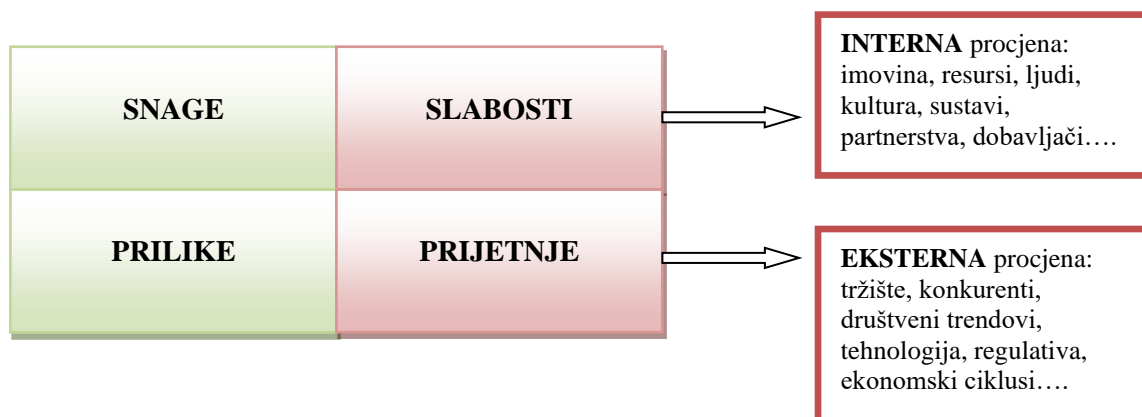 SNAGE
SLABOSTI
INTERNA procjena:
imovina, resursi, ljudi,
kultura, sustavi,
partnerstva, dobavljači….
PRILIKE
PRIJETNJE
EKSTERNA procjena:
tržište, konkurenti,
društveni trendovi,
tehnologija, regulativa,
ekonomski ciklusi….